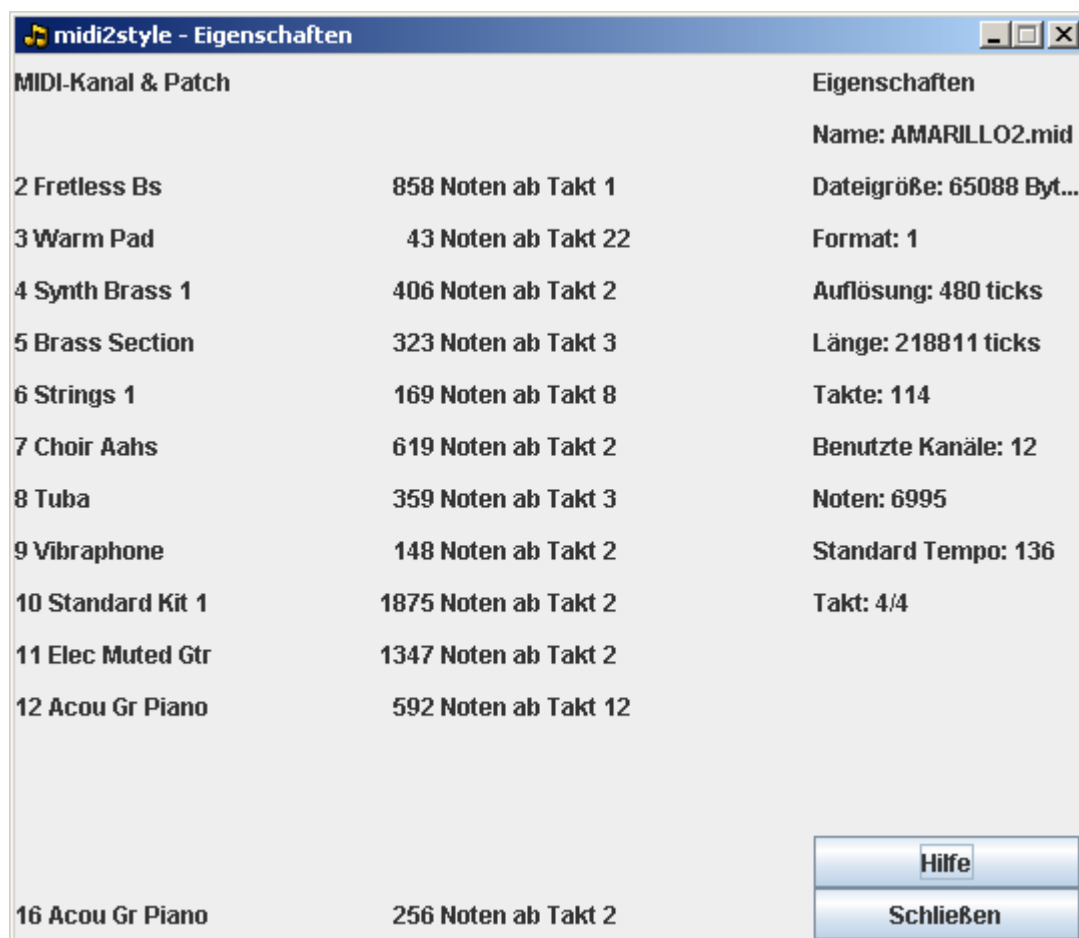 midi2style - Eigenschaften
MIDI-Kanal & Patch Eigenschaften
Name: AMARILLO2.mid
2 Fretless Bs 858 Noten ab Takt 1 Dateigröße: 65088 Byt...
3 Warm Pad 43 Noten ab Takt 22 Format: 1
4 Synth Brass 1 406 Noten ab Takt 2 Auflösung: 480 ticks
5 Brass Section 323 Noten ab Takt 3 Länge: 218811 ticks
6 Strings 1 169 Noten ab Takt 8 Takte: 114
7 Choir Aahs 619 Noten ab Takt 2 Benutzte Kanäle: 12
8 Tuba 359 Noten ab Takt 3 Noten: 6995
9 Vibraphone 148 Noten ab Takt 2 Standard Tempo: 136
10 Standard Kit 1 1875 Noten ab Takt 2 Takt: 4/4
11 Elec Muted Gtr 1347 Noten ab Takt 2
12 Acou Gr Piano 592 Noten ab Takt 12
Hilfe
16 Acou Gr Piano 256 Noten ab Takt 2 Schließen